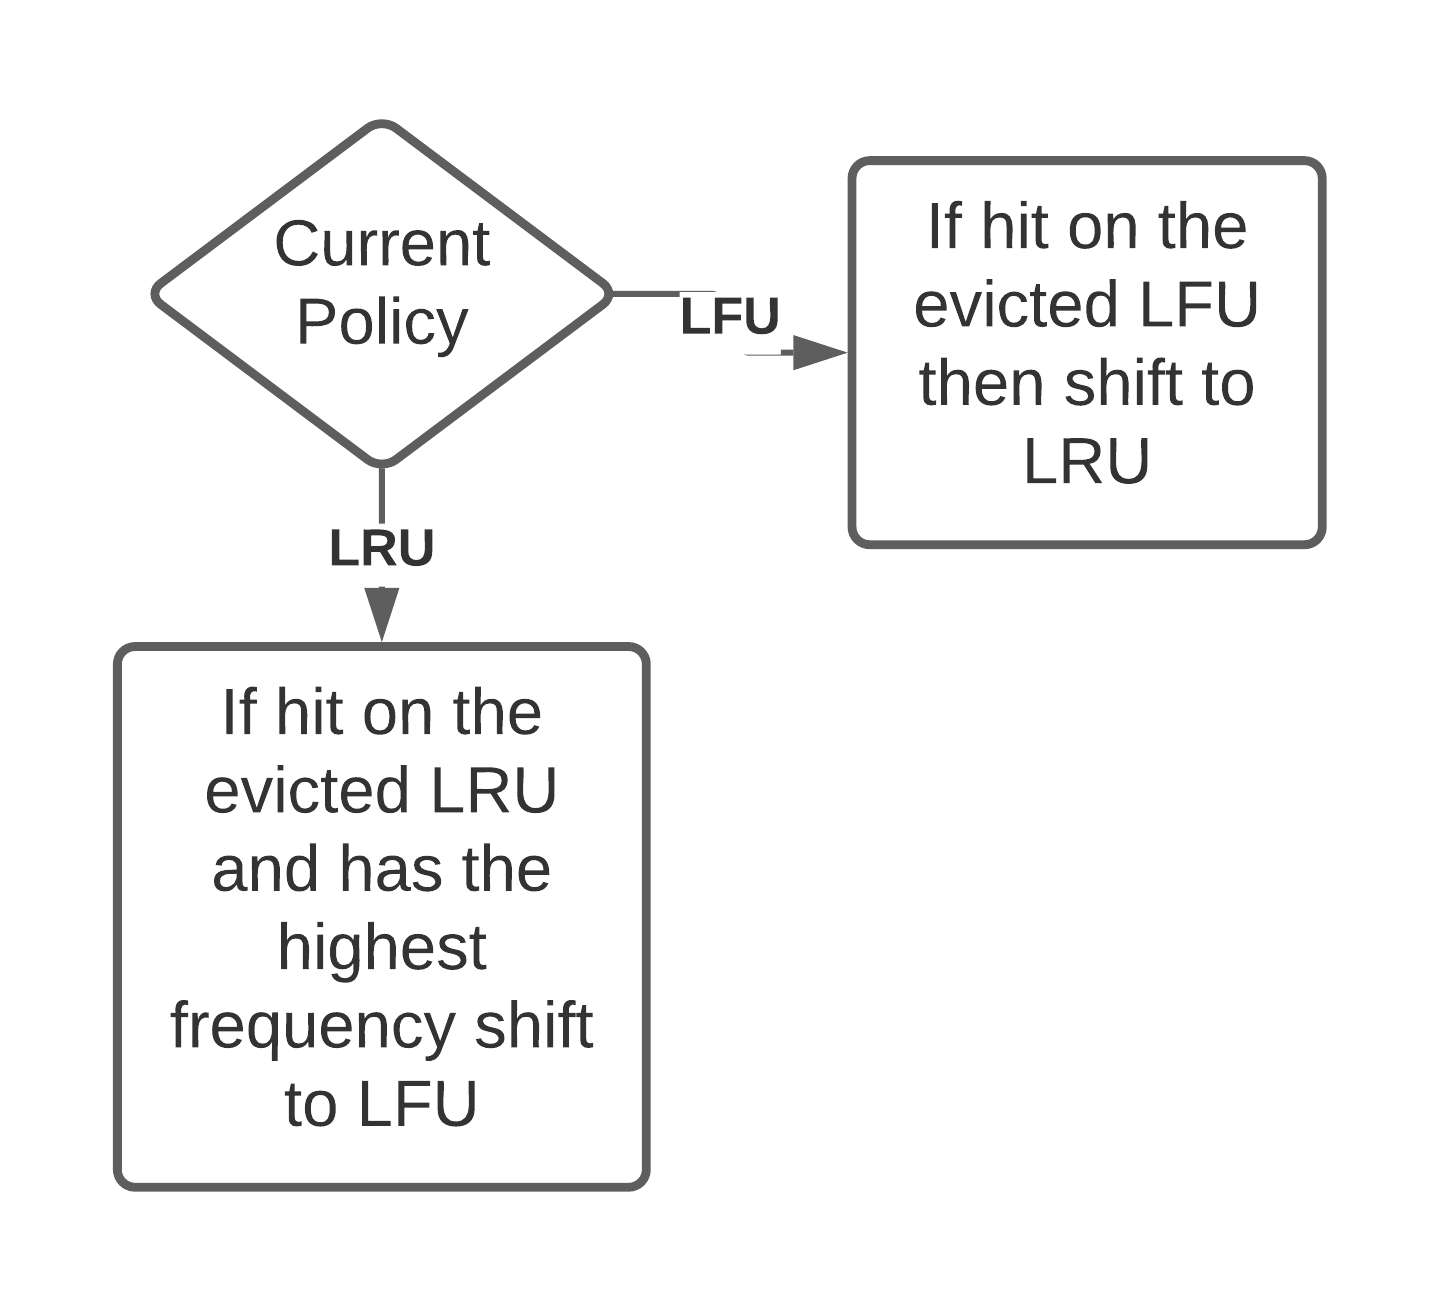 Current
Policy
LFU
If hit on the
evicted LFU
then shift to
LRU
LRU
If hit on the
evicted LRU
and has the
highest
frequency shift
to LFU